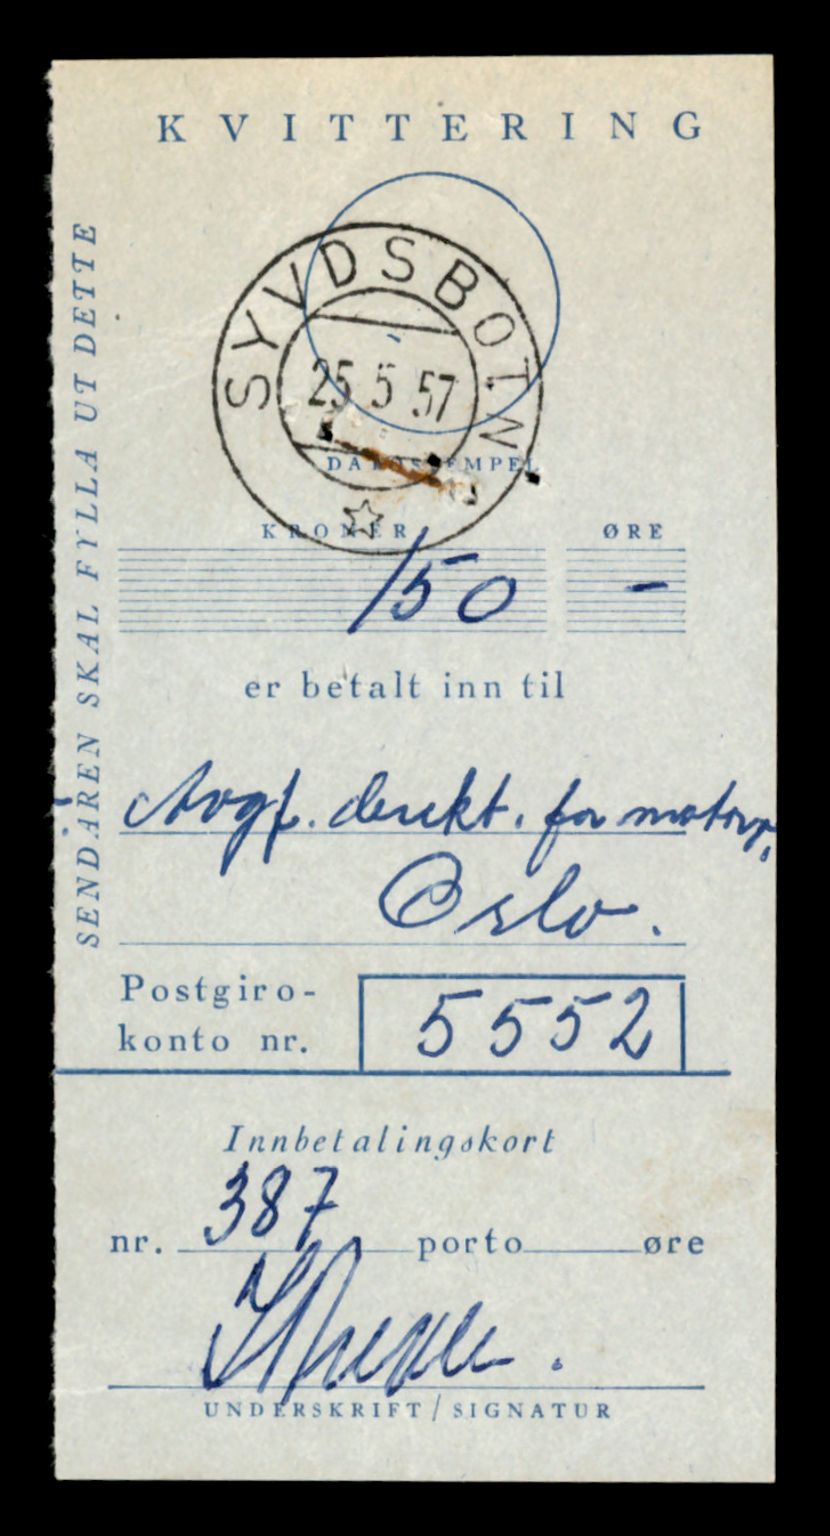 KVITTERING
SENDAREN SKAL FYLLA UT DETTE
SYVDSBOTN
25 5 57
DATOSTEMPEL
KRONER ØRE
150 -
er betalt inn til
Avgf. direkt. for motorv.
Oslo.
Postgiro-
konto nr. 5552
Innbetalingskort
nr. 387 porto øre
UNDERSKRIFT / SIGNATUR